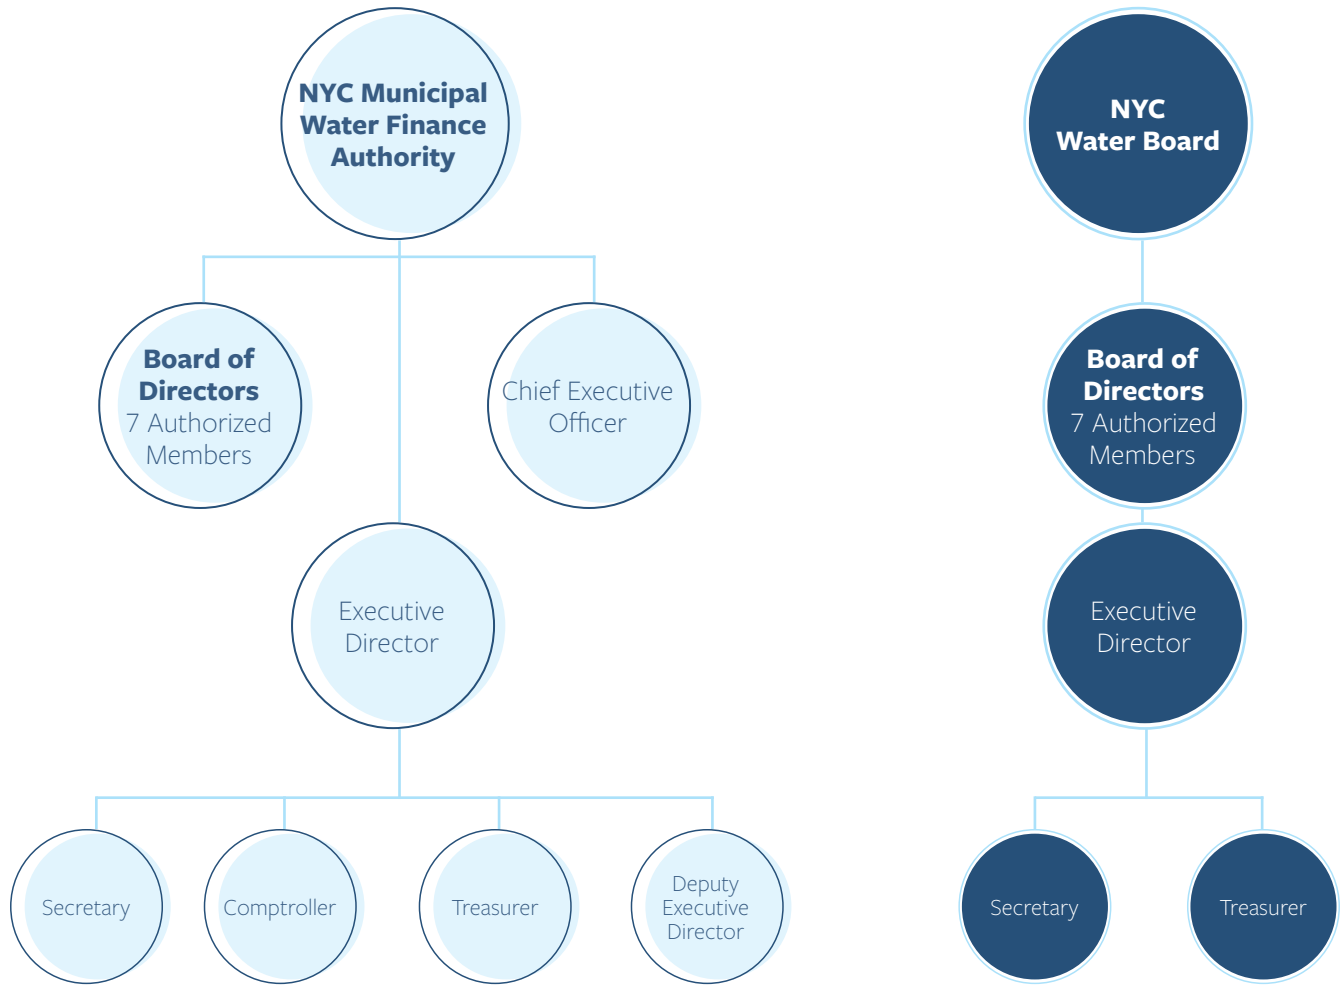 NYC Municipal
Water Finance
Authority
NYC
Water Board
Board of
Directors
7 Authorized
Members
Chief Executive
Officer
Board of
Directors
7 Authorized
Members
Executive
Director
Executive
Director
Secretary
Comptroller
Treasurer
Deputy
Executive
Director
Secretary
Treasurer